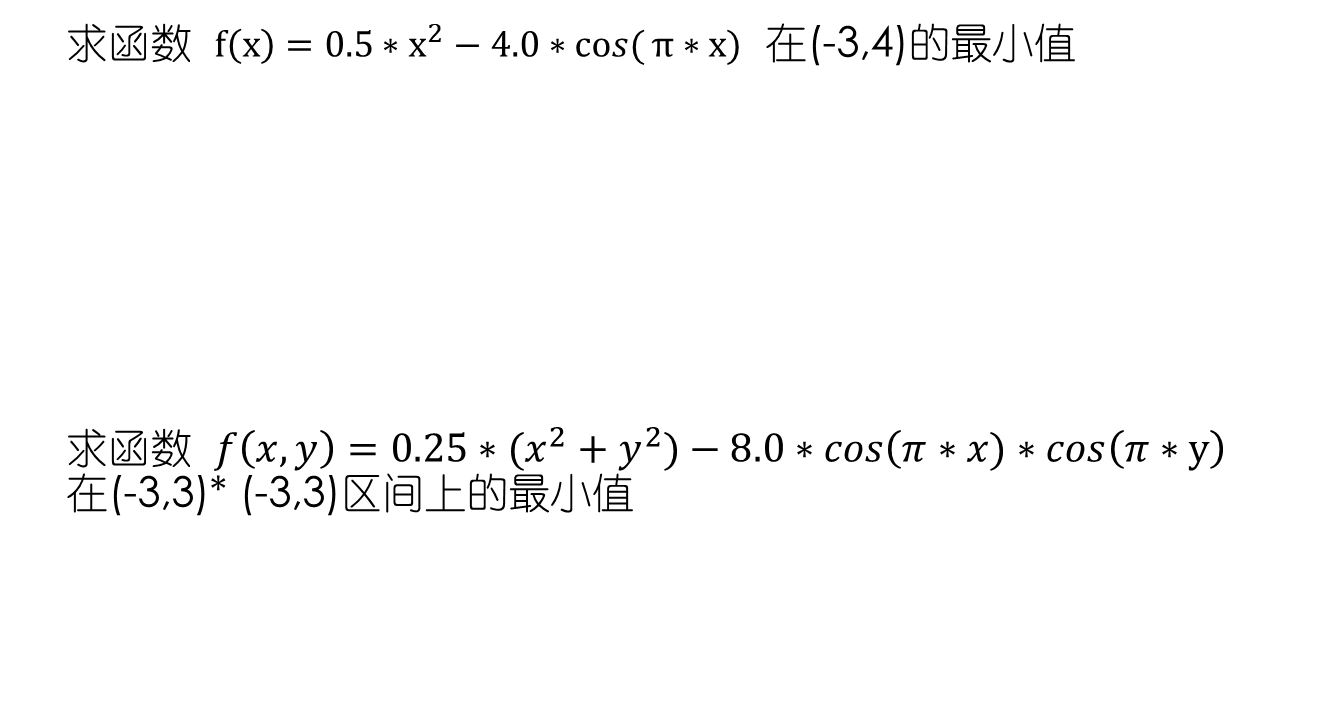 求函数 f(x) = 0.5 * x² − 4.0 * cos( π * x) 在(-3,4)的最小值
求函数 f(x, y) = 0.25 * (x² + y²) − 8.0 * cos(π * x) * cos(π * y)
在(-3,3)* (-3,3)区间上的最小值